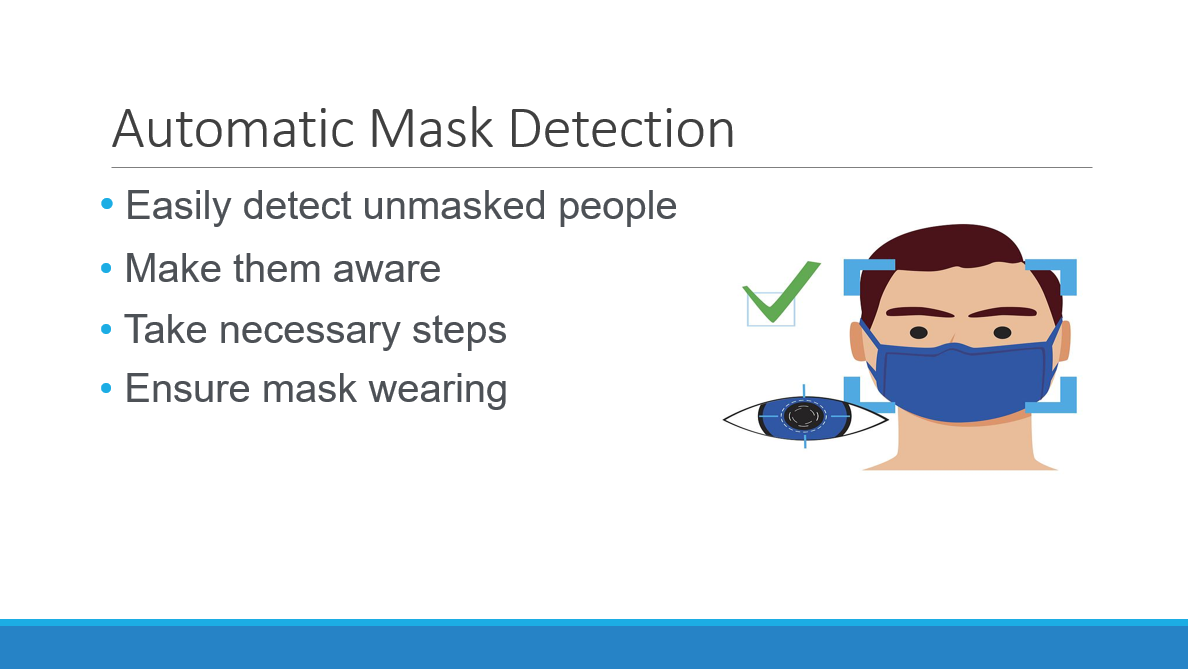 Automatic Mask Detection
• Easily detect unmasked people
• Make them aware
• Take necessary steps
• Ensure mask wearing